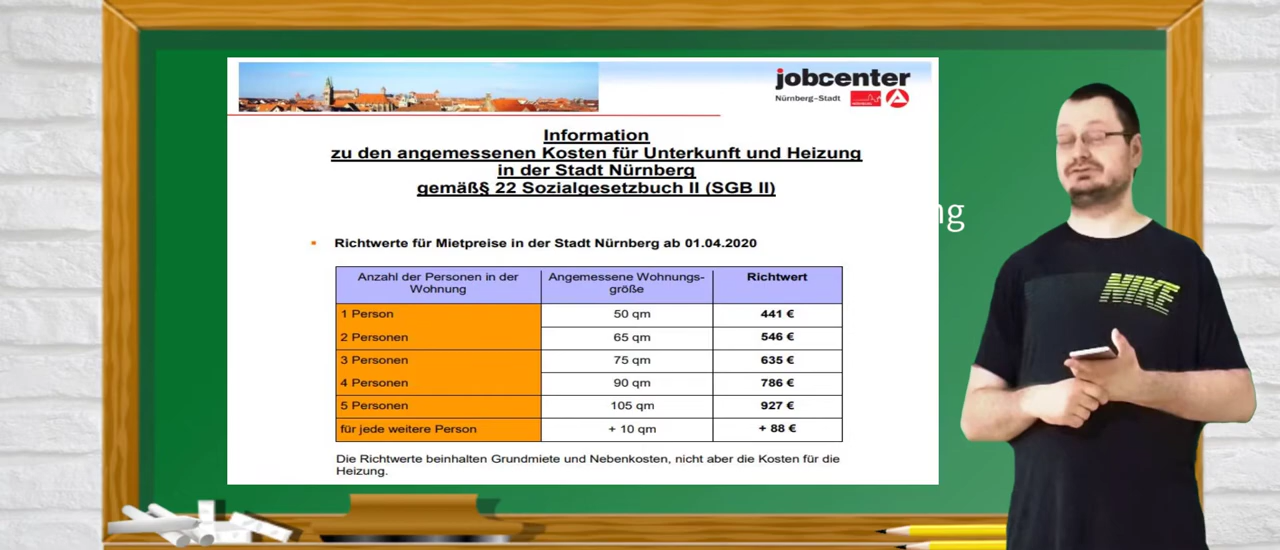 jobcenter
Nürnberg-Stadt
Information
zu den angemessenen Kosten für Unterkunft und Heizung
in der Stadt Nürnberg
gemäß§ 22 Sozialgesetzbuch II (SGB II)
ng
Richtwerte für Mietpreise in der Stadt Nürnberg ab 01.04.2020
Anzahl der Personen in der Wohnung Angemessene Wohnungs-größe Richtwert
1 Person 50 qm 441 €
2 Personen 65 qm 546 €
3 Personen 75 qm 635 €
4 Personen 90 qm 786 €
5 Personen 105 qm 927 €
für jede weitere Person + 10 qm + 88 €
Die Richtwerte beinhalten Grundmiete und Nebenkosten, nicht aber die Kosten für die
Heizung.
NIKE